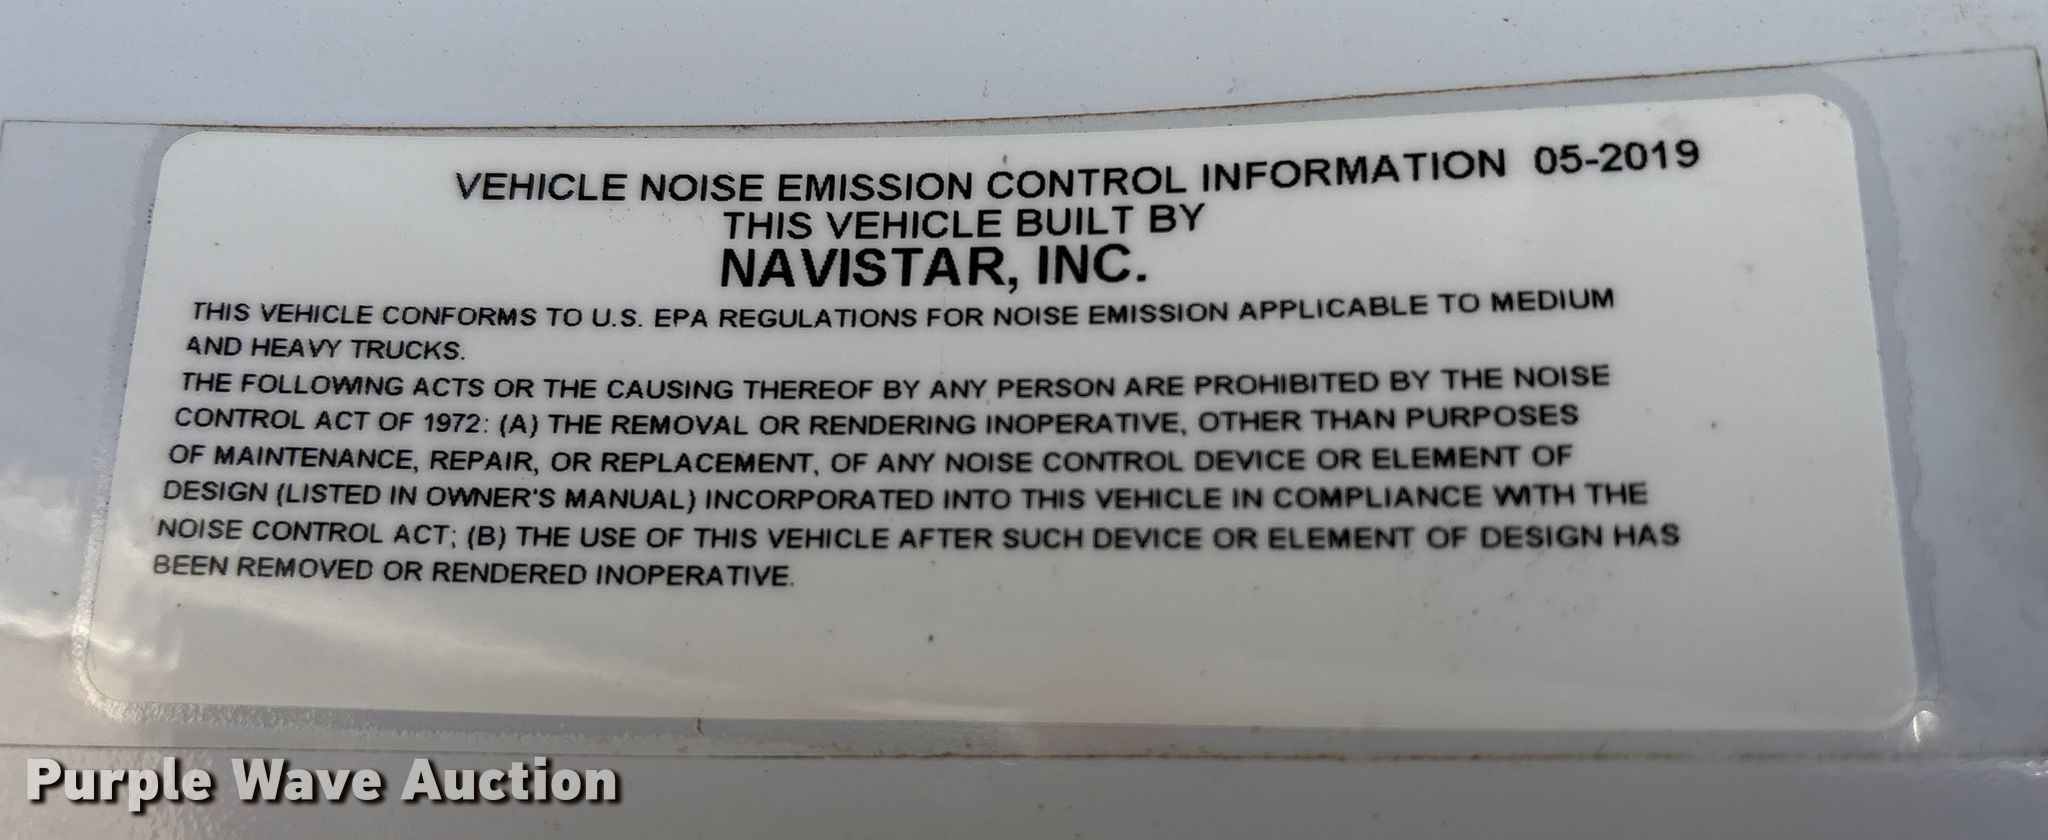 VEHICLE NOISE EMISSION CONTROL INFORMATION 05-2019
THIS VEHICLE BUILT BY
NAVISTAR, INC.
THIS VEHICLE CONFORMS TO U.S. EPA REGULATIONS FOR NOISE EMISSION APPLICABLE TO MEDIUM
AND HEAVY TRUCKS.
THE FOLLOWING ACTS OR THE CAUSING THEREOF BY ANY PERSON ARE PROHIBITED BY THE NOISE
CONTROL ACT OF 1972: (A) THE REMOVAL OR RENDERING INOPERATIVE, OTHER THAN PURPOSES
OF MAINTENANCE, REPAIR, OR REPLACEMENT, OF ANY NOISE CONTROL DEVICE OR ELEMENT OF
DESIGN (LISTED IN OWNER'S MANUAL) INCORPORATED INTO THIS VEHICLE IN COMPLIANCE WITH THE
NOISE CONTROL ACT; (B) THE USE OF THIS VEHICLE AFTER SUCH DEVICE OR ELEMENT OF DESIGN HAS
BEEN REMOVED OR RENDERED INOPERATIVE.
Purple Wave Auction